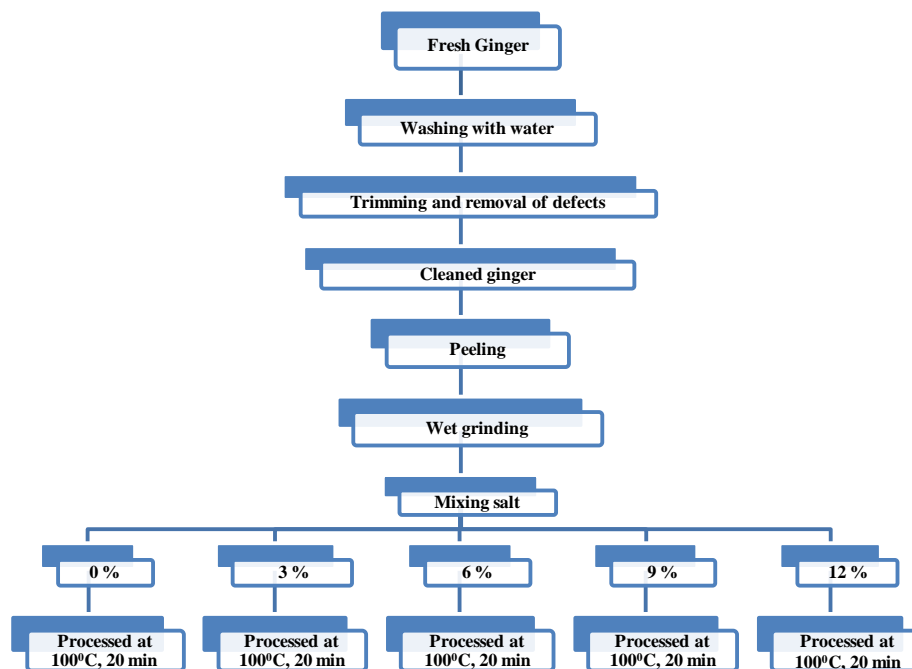 Fresh Ginger
Washing with water
Trimming and removal of defects
Cleaned ginger
Peeling
Wet grinding
Mixing salt
0 %
3 %
6 %
9 %
12 %
Processed at
100⁰C, 20 min
Processed at
100⁰C, 20 min
Processed at
100⁰C, 20 min
Processed at
100⁰C, 20 min
Processed at
100⁰C, 20 min